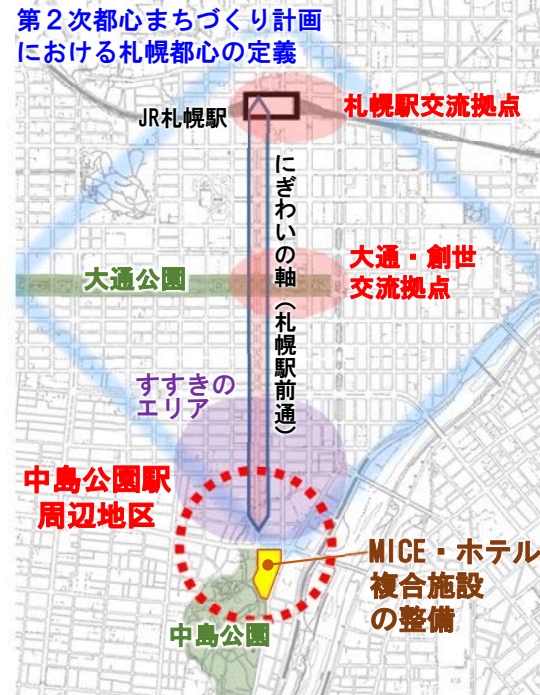 第２次都心まちづくり計画
における札幌都心の定義
JR札幌駅
札幌駅交流拠点
にぎわいの軸（札幌駅前通）
大通公園
大通・創世
交流拠点
すすきの
エリア
中島公園駅
周辺地区
MICE・ホテル
複合施設
の整備
中島公園